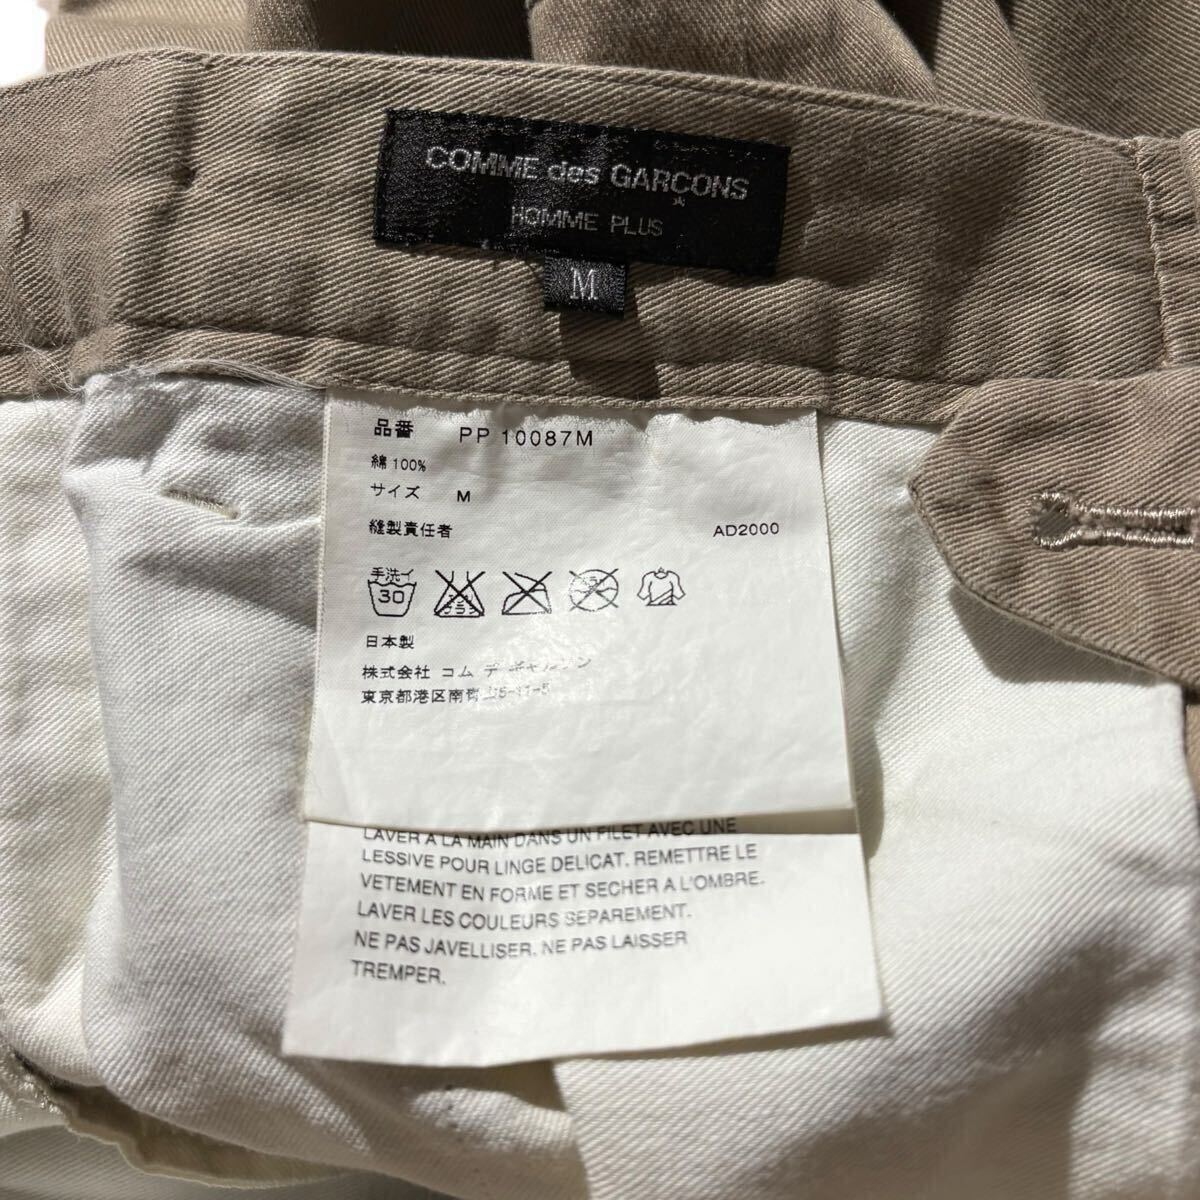 COMME des GARÇONS
HOMME PLUS
M
品番 PP 10087M
綿 100%
サイズ M
縫製責任者 AD2000
手洗イ
30
日本製
株式会社 コム デ ギャルソン
東京都港区南青山5-11-5
LAVER A LA MAIN DANS UN FILET AVEC UNE
LESSIVE POUR LINGE DELICAT. REMETTRE LE
VETEMENT EN FORME ET SECHER A L'OMBRE.
LAVER LES COULEURS SEPAREMENT.
NE PAS JAVELLISER. NE PAS LAISSER
TREMPER.